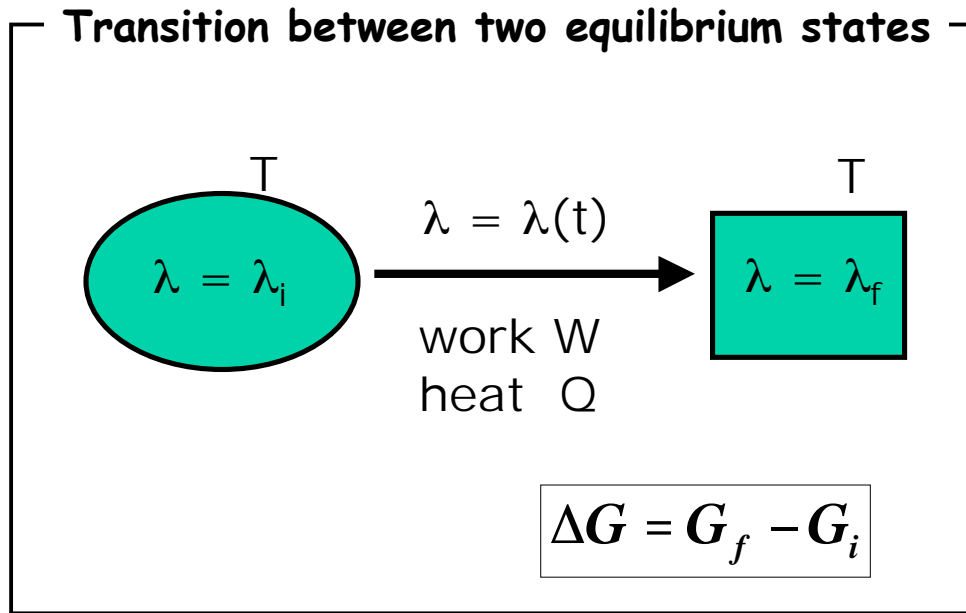 Transition between two equilibrium states
T
λ = λi
λ = λ(t)
work W
heat Q
T
λ = λf
ΔG = Gf − Gi